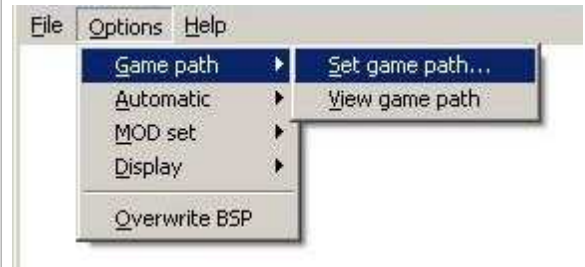 File Options Help
Game path Set game path...
Automatic View game path
MOD set
Display
Overwrite BSP